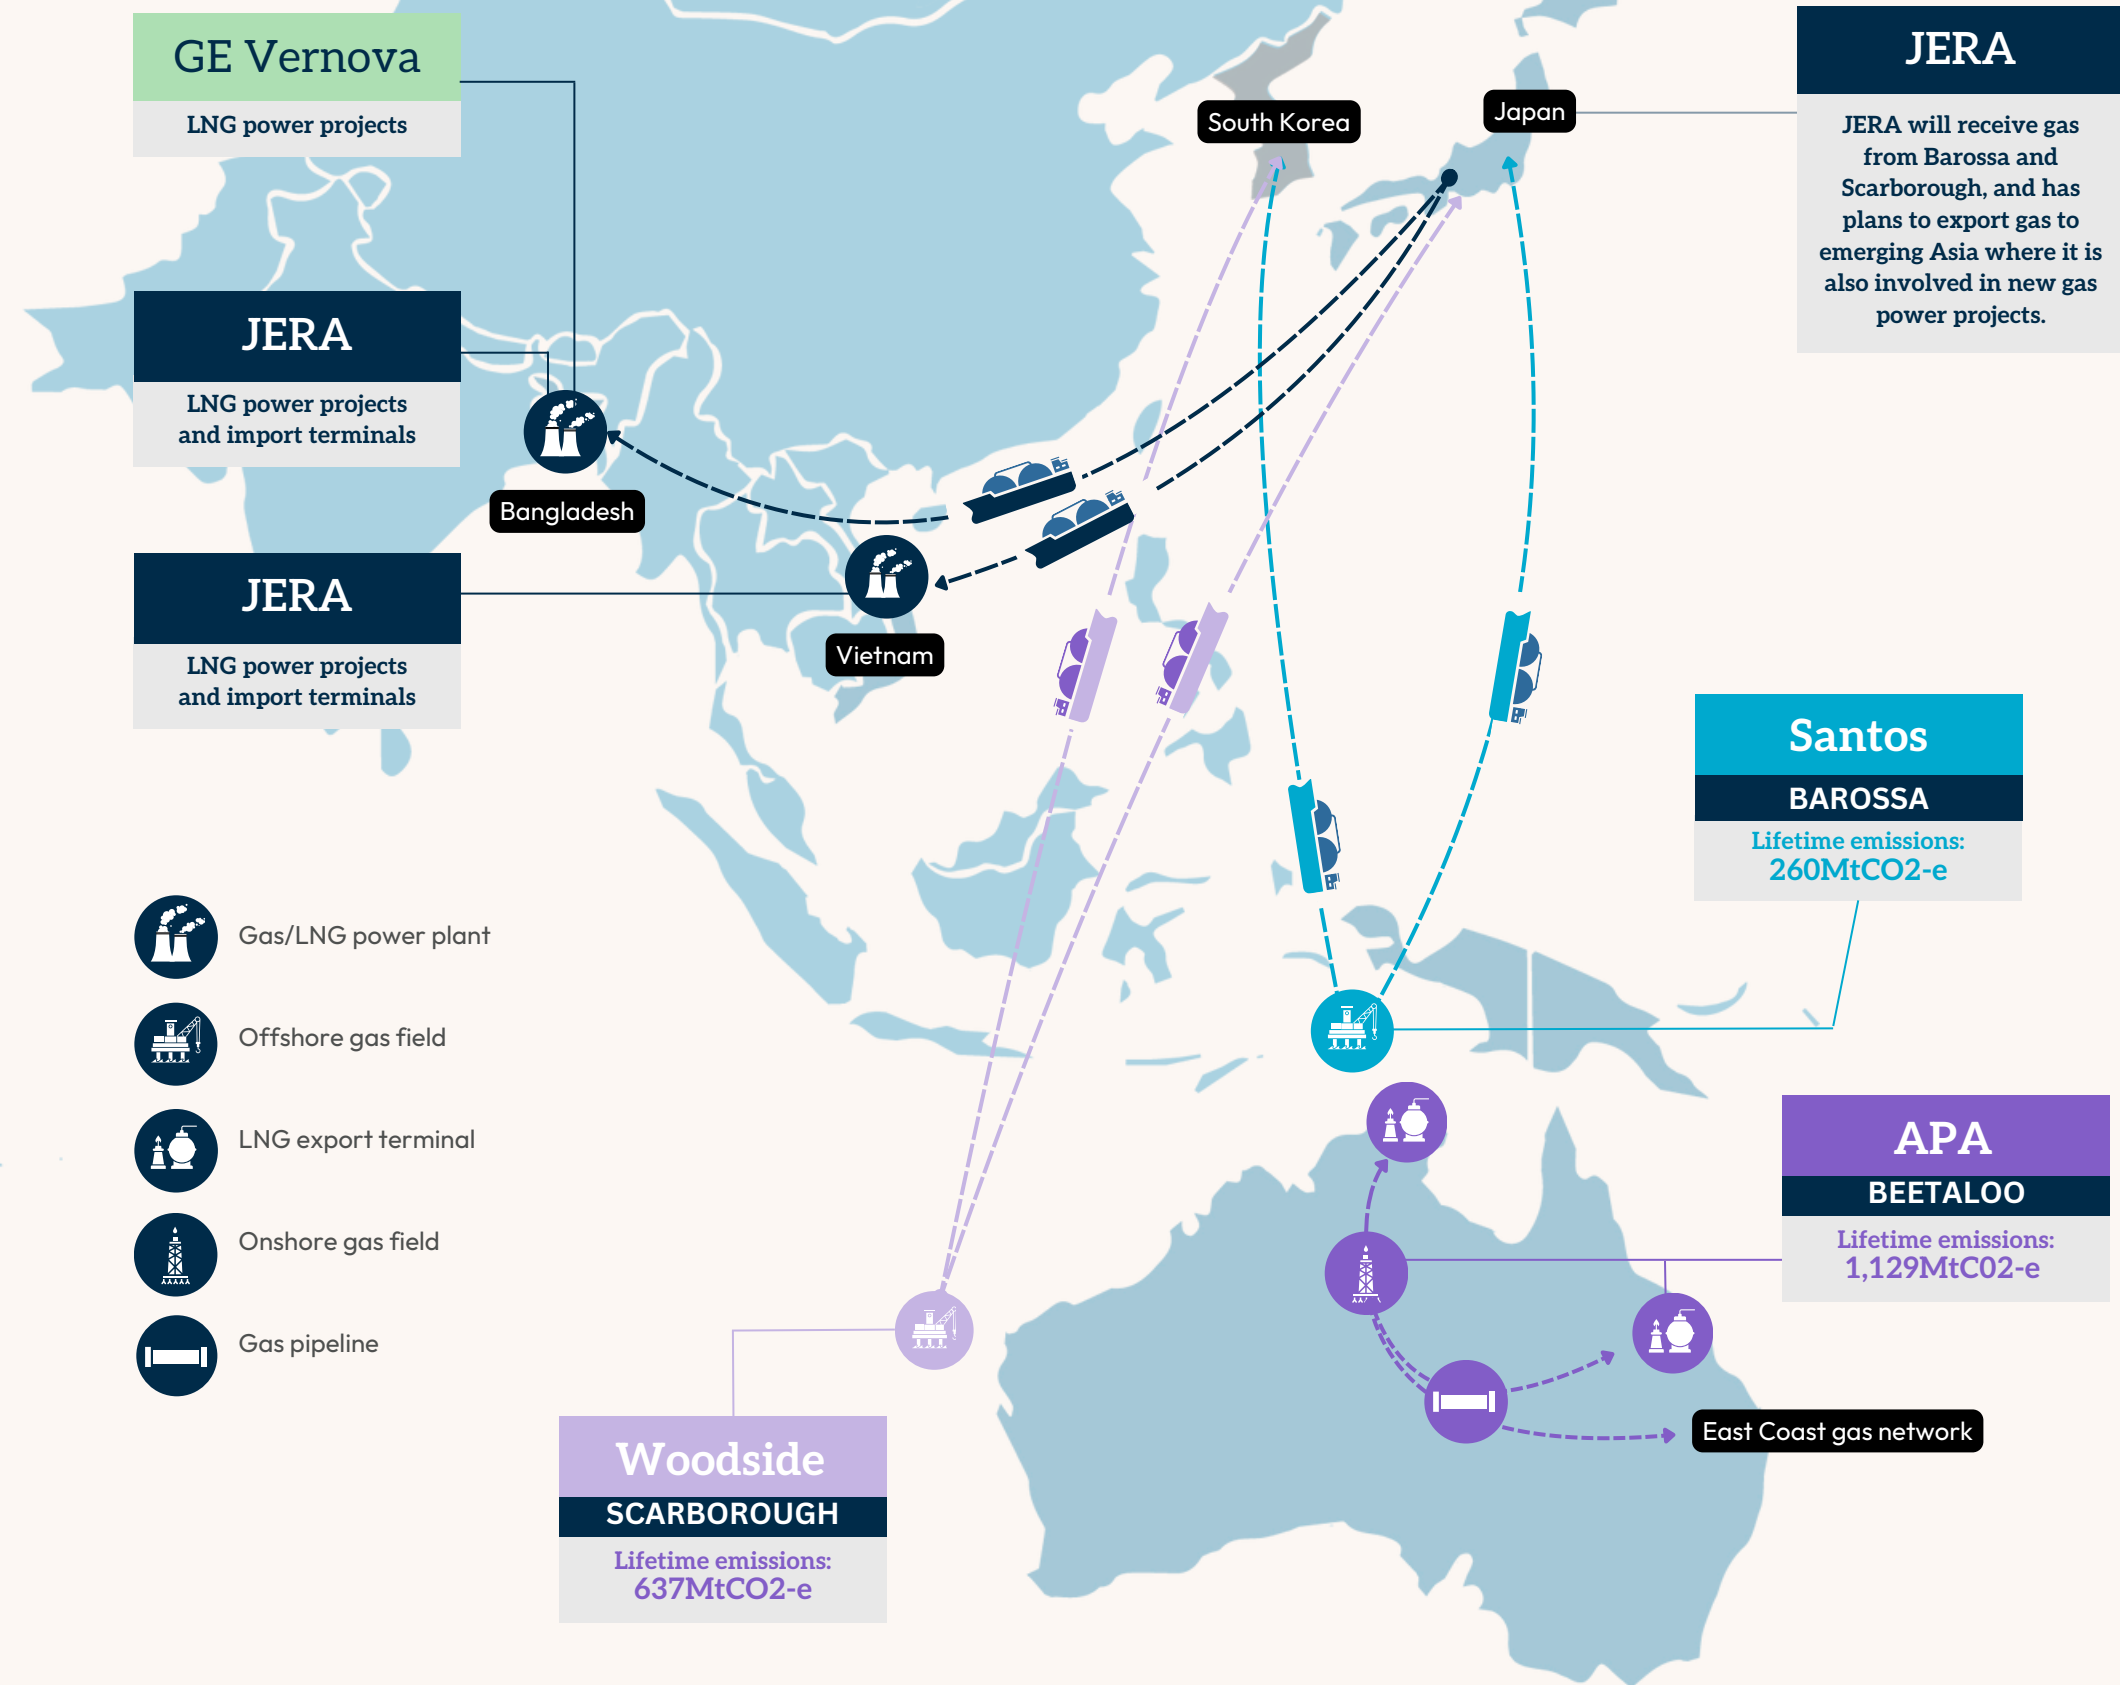 GE Vernova
LNG power projects
JERA
LNG power projects
and import terminals
JERA
LNG power projects
and import terminals
South Korea
Japan
JERA
JERA will receive gas
from Barossa and
Scarborough, and has
plans to export gas to
emerging Asia where it is
also involved in new gas
power projects.
Bangladesh
Vietnam
Santos
BAROSSA
Lifetime emissions:
260MtCO2-e
Gas/LNG power plant
Offshore gas field
LNG export terminal
Onshore gas field
Gas pipeline
APA
BEETALOO
Lifetime emissions:
1,129MtC02-e
East Coast gas network
Woodside
SCARBOROUGH
Lifetime emissions:
637MtCO2-e